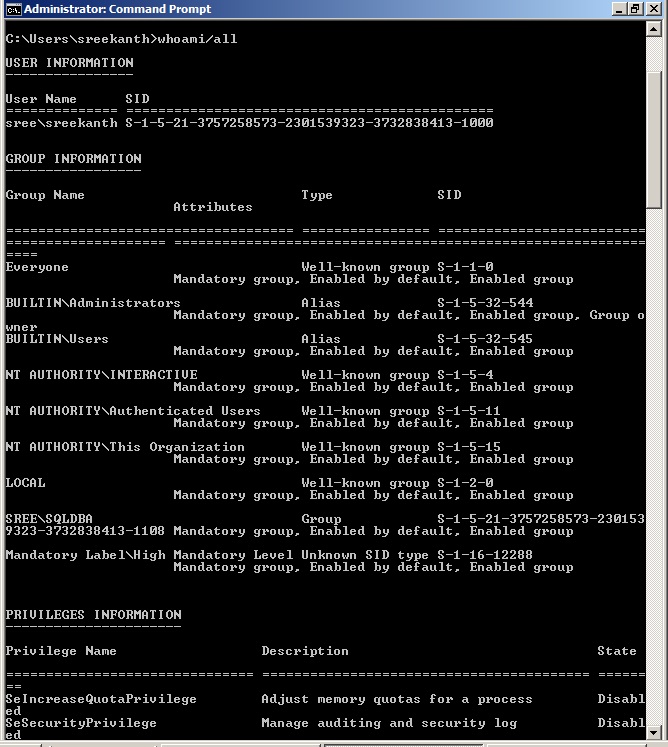 Administrator: Command Prompt
C:\Users\sreekanth>whoami/all
USER INFORMATION
----------------
User Name      SID
============== ==============================================
sree\sreekanth S-1-5-21-3757258573-2301539323-3732838413-1000
GROUP INFORMATION
-----------------
Group Name                           Type             SID
                     Attributes
==================================== ================ ==========================
==================== ===========================================================
====
Everyone                             Well-known group S-1-1-0
                     Mandatory group, Enabled by default, Enabled group
BUILTIN\Administrators               Alias            S-1-5-32-544
                     Mandatory group, Enabled by default, Enabled group, Group o
wner
BUILTIN\Users                        Alias            S-1-5-32-545
                     Mandatory group, Enabled by default, Enabled group
NT AUTHORITY\INTERACTIVE             Well-known group S-1-5-4
                     Mandatory group, Enabled by default, Enabled group
NT AUTHORITY\Authenticated Users     Well-known group S-1-5-11
                     Mandatory group, Enabled by default, Enabled group
NT AUTHORITY\This Organization       Well-known group S-1-5-15
                     Mandatory group, Enabled by default, Enabled group
LOCAL                                Well-known group S-1-2-0
                     Mandatory group, Enabled by default, Enabled group
SREE\SQLDBA                          Group            S-1-5-21-3757258573-230153
9323-3732838413-1108 Mandatory group, Enabled by default, Enabled group
Mandatory Label\High Mandatory Level Unknown SID type S-1-16-12288
                     Mandatory group, Enabled by default, Enabled group
PRIVILEGES INFORMATION
----------------------
Privilege Name                  Description                               State
=============================== ========================================= ======
==
SeIncreaseQuotaPrivilege        Adjust memory quotas for a process        Disabl
ed
SeSecurityPrivilege             Manage auditing and security log          Disabl
ed